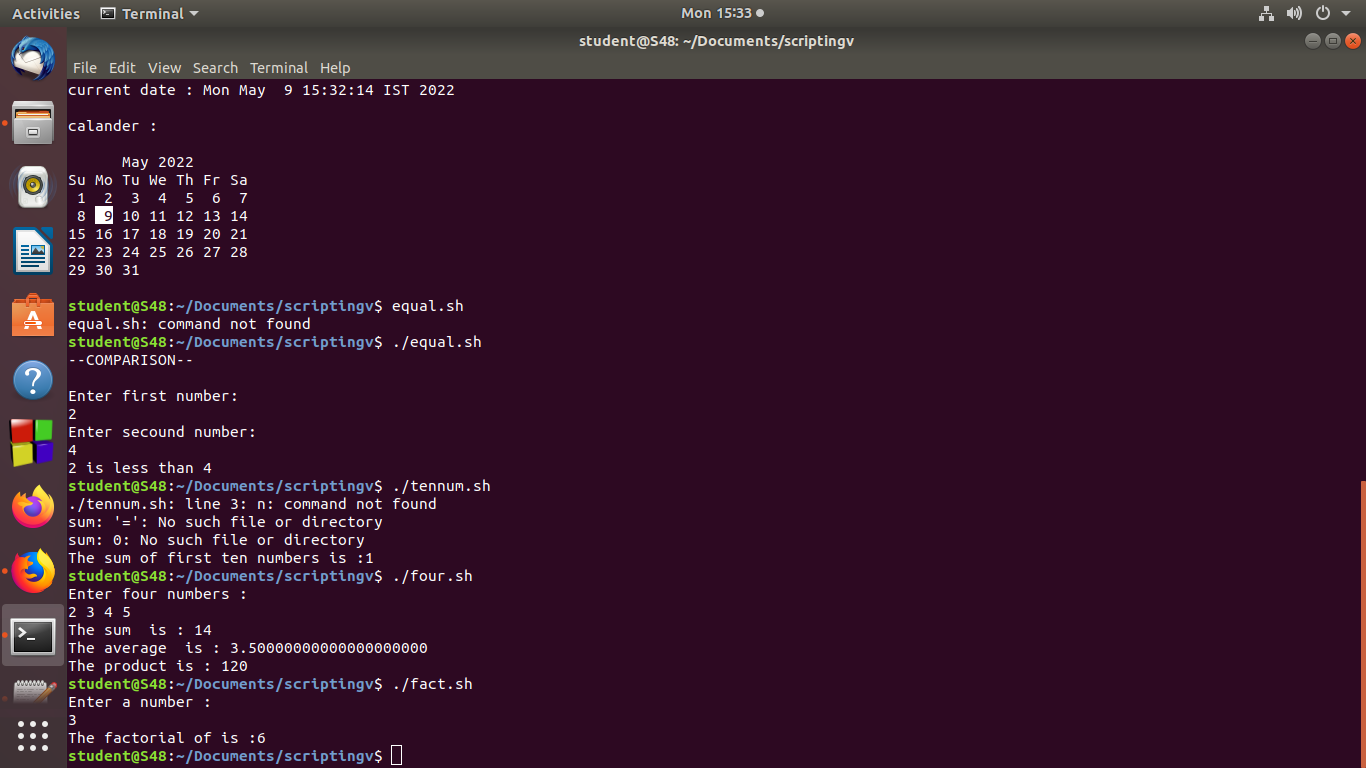 Activities Terminal Mon 15:33
student@S48: ~/Documents/scriptingv
File Edit View Search Terminal Help
current date : Mon May  9 15:32:14 IST 2022
calander :
      May 2022
Su Mo Tu We Th Fr Sa
 1  2  3  4  5  6  7
 8  9 10 11 12 13 14
15 16 17 18 19 20 21
22 23 24 25 26 27 28
29 30 31
student@S48:~/Documents/scriptingv$ equal.sh
equal.sh: command not found
student@S48:~/Documents/scriptingv$ ./equal.sh
--COMPARISON--
Enter first number:
2
Enter secound number:
4
2 is less than 4
student@S48:~/Documents/scriptingv$ ./tennum.sh
./tennum.sh: line 3: n: command not found
sum: '=': No such file or directory
sum: 0: No such file or directory
The sum of first ten numbers is :1
student@S48:~/Documents/scriptingv$ ./four.sh
Enter four numbers :
2 3 4 5
The sum  is : 14
The average  is : 3.50000000000000000000
The product is : 120
student@S48:~/Documents/scriptingv$ ./fact.sh
Enter a number :
3
The factorial of is :6
student@S48:~/Documents/scriptingv$